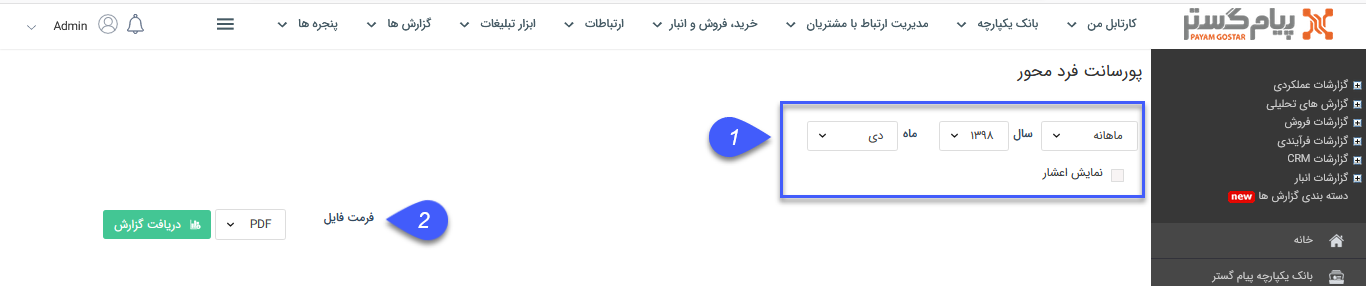 پیام گستر
PAYAM GOSTAR
کارتابل من
بانک یکپارچه
مدیریت ارتباط با مشتریان
خرید، فروش و انبار
ارتباطات
ابزار تبلیغات
گزارش ها
پنجره ها
Admin
گزارشات عملکردی
گزارش های تحلیلی
گزارشات فروش
گزارشات فرآیندی
گزارشات CRM
گزارشات انبار
دسته بندی گزارش ها new
خانه
بانک یکپارچه پیام گستر
پورسانت فرد محور
1
ماهانه سال ۱۳۹۸ ماه دی
نمایش اعشار
2
فرمت فایل PDF دریافت گزارش